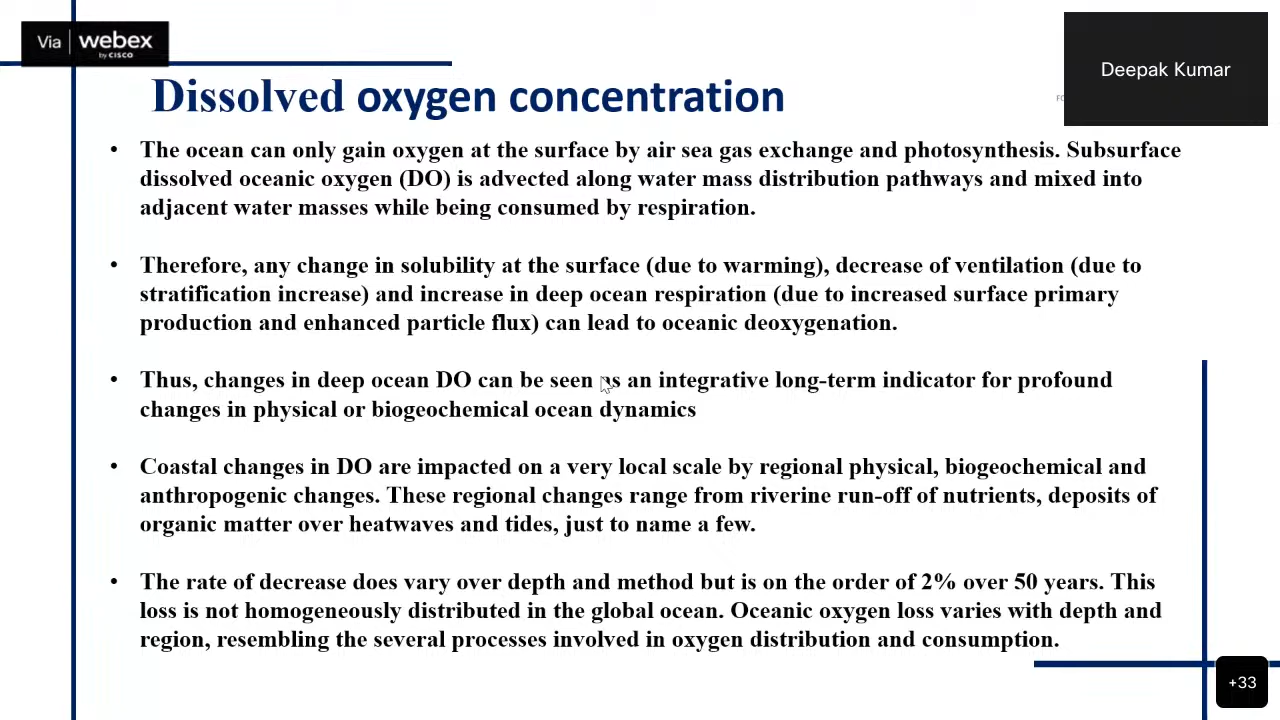 Via webex
by CISCO
Deepak Kumar
Dissolved oxygen concentration
• The ocean can only gain oxygen at the surface by air sea gas exchange and photosynthesis. Subsurface
dissolved oceanic oxygen (DO) is advected along water mass distribution pathways and mixed into
adjacent water masses while being consumed by respiration.
• Therefore, any change in solubility at the surface (due to warming), decrease of ventilation (due to
stratification increase) and increase in deep ocean respiration (due to increased surface primary
production and enhanced particle flux) can lead to oceanic deoxygenation.
• Thus, changes in deep ocean DO can be seen as an integrative long-term indicator for profound
changes in physical or biogeochemical ocean dynamics
• Coastal changes in DO are impacted on a very local scale by regional physical, biogeochemical and
anthropogenic changes. These regional changes range from riverine run-off of nutrients, deposits of
organic matter over heatwaves and tides, just to name a few.
• The rate of decrease does vary over depth and method but is on the order of 2% over 50 years. This
loss is not homogeneously distributed in the global ocean. Oceanic oxygen loss varies with depth and
region, resembling the several processes involved in oxygen distribution and consumption.
+33